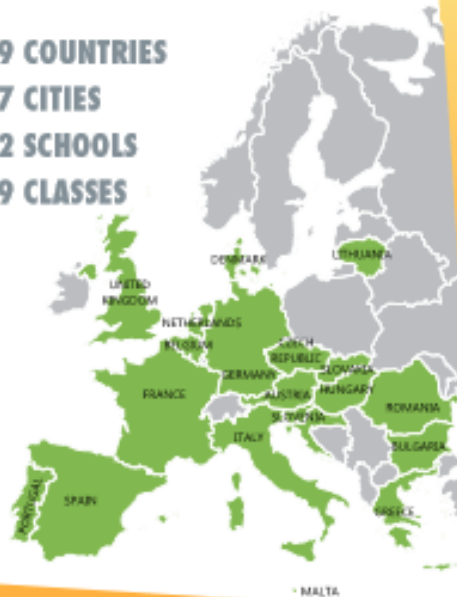 9 COUNTRIES
7 CITIES
2 SCHOOLS
9 CLASSES
DENMARK
LITHUANIA
UNITED
KINGDOM
NETHERLANDS
BELGIUM
CZECH
REPUBLIC
SLOVAKIA
GERMANY
AUSTRIA
HUNGARY
FRANCE
ROMANIA
SLOVENIA
ITALY
BULGARIA
PORTUGAL
SPAIN
GREECE
MALTA